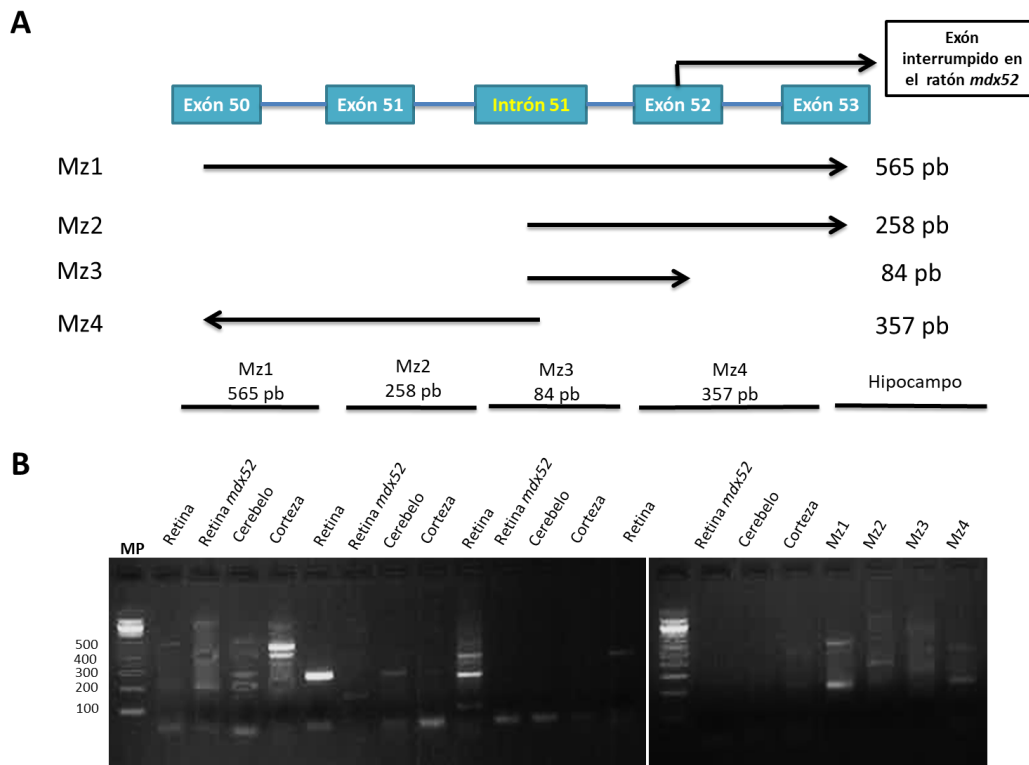 A
Exón
interrumpido en
el ratón mdx52
Exón 50
Exón 51
Intrón 51
Exón 52
Exón 53
Mz1
565 pb
Mz2
258 pb
Mz3
84 pb
Mz4
357 pb
Mz1
565 pb
Mz2
258 pb
Mz3
84 pb
Mz4
357 pb
Hipocampo
B
MP
Retina
Retina mdx52
Cerebelo
Corteza
Retina
Retina mdx52
Cerebelo
Corteza
Retina
Retina mdx52
Cerebelo
Corteza
Retina
Retina mdx52
Cerebelo
Corteza
Mz1
Mz2
Mz3
Mz4
500
400
300
200
100